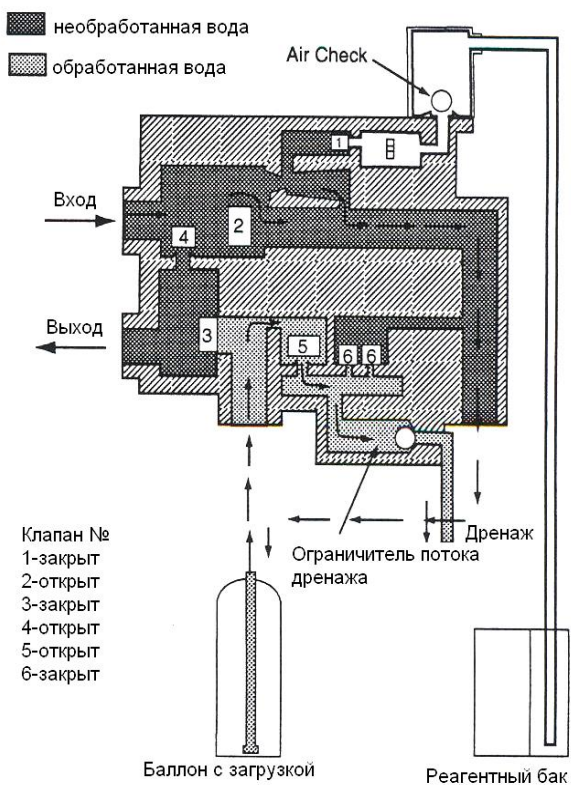 необработанная вода
обработанная вода
Air Check
1
Вход
2
4
Выход
3
5
6 6
Дренаж
Ограничитель потока
дренажа
Клапан №
1-закрыт
2-открыт
3-закрыт
4-открыт
5-открыт
6-закрыт
Баллон с загрузкой
Реагентный бак